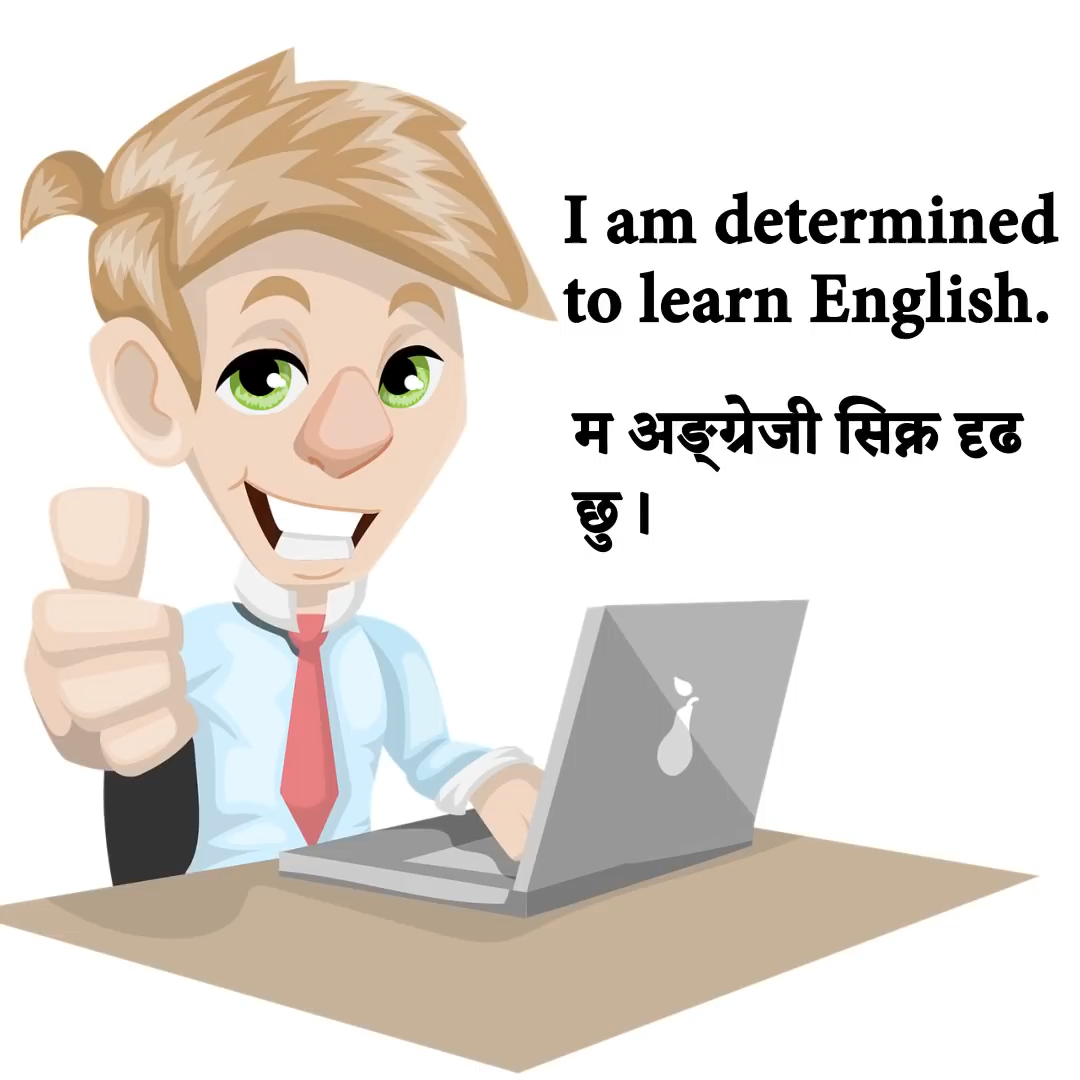 I am determined
to learn English.
म अङ्ग्रेजी सिक्न दृढ
छु।